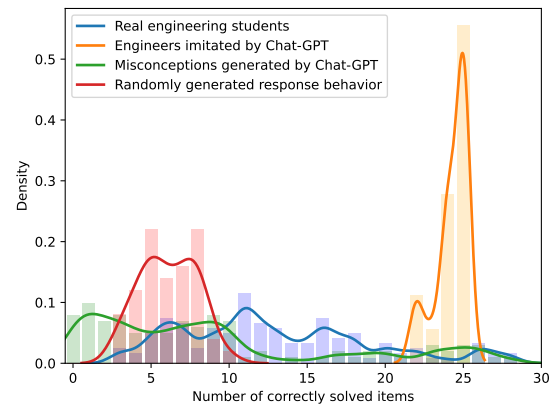 Real engineering students
Engineers imitated by Chat-GPT
Misconceptions generated by Chat-GPT
Randomly generated response behavior
Density
0.5
0.4
0.3
0.2
0.1
0.0
0 5 10 15 20 25 30
Number of correctly solved items